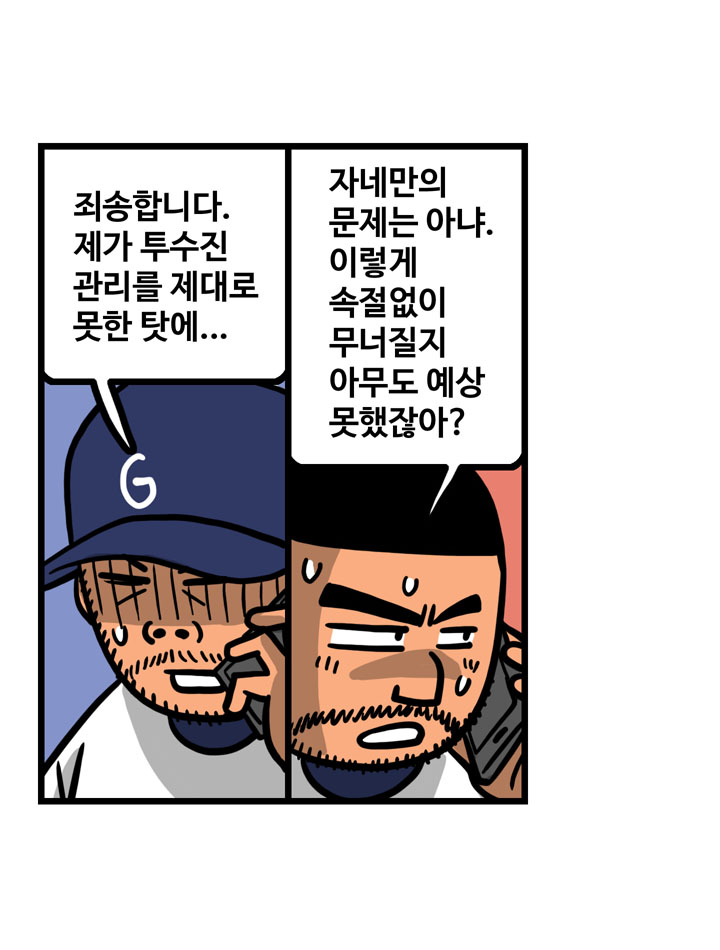 죄송합니다.
제가 투수진
관리를 제대로
못한 탓에...
G
자네만의
문제는 아냐.
이렇게
속절없이
무너질지
아무도 예상
못했잖아?